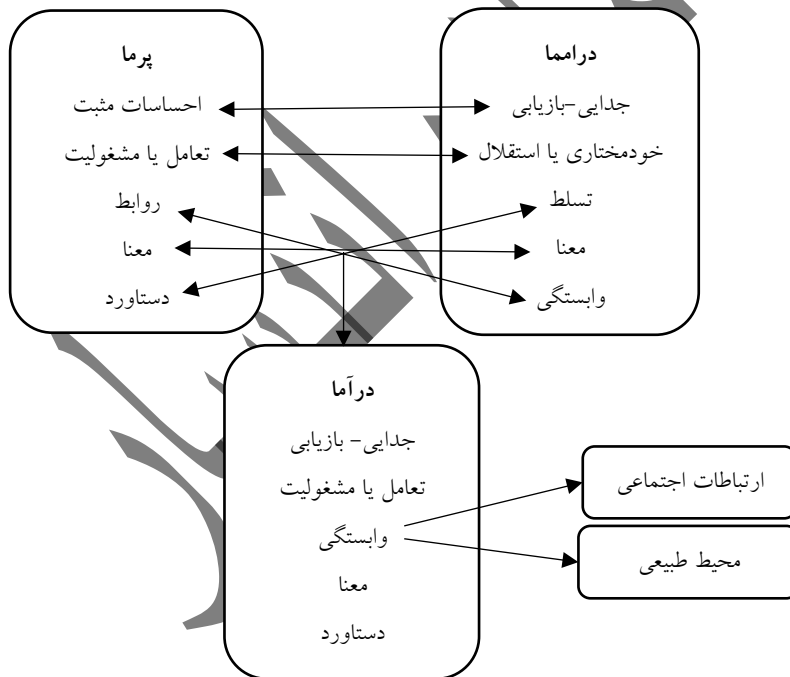 درامما
جدایی-بازیابی
خودمختاری یا استقلال
تسلط
معنا
وابستگی
پرما
احساسات مثبت
تعامل یا مشغولیت
روابط
معنا
دستاورد
درآما
جدایی- بازیابی
تعامل یا مشغولیت
وابستگی
معنا
دستاورد
ارتباطات اجتماعی
محیط طبیعی